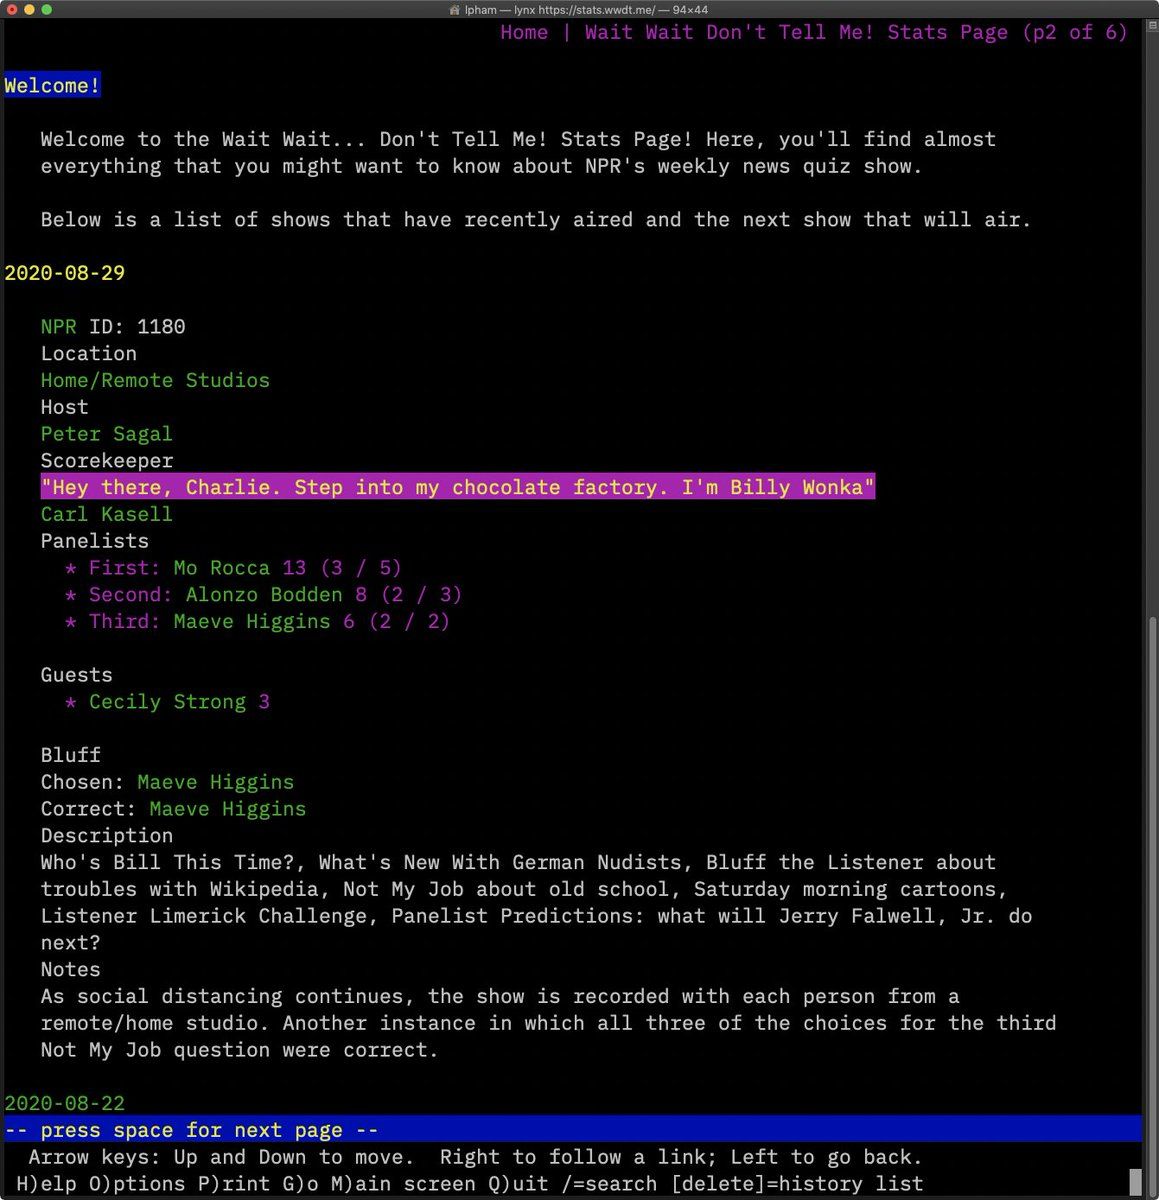 lpham — lynx https://stats.wwdt.me/ — 94×44
Home | Wait Wait Don't Tell Me! Stats Page (p2 of 6)
Welcome!
Welcome to the Wait Wait... Don't Tell Me! Stats Page! Here, you'll find almost
everything that you might want to know about NPR's weekly news quiz show.
Below is a list of shows that have recently aired and the next show that will air.
2020-08-29
NPR ID: 1180
Location
Home/Remote Studios
Host
Peter Sagal
Scorekeeper
"Hey there, Charlie. Step into my chocolate factory. I'm Billy Wonka"
Carl Kasell
Panelists
* First: Mo Rocca 13 (3 / 5)
* Second: Alonzo Bodden 8 (2 / 3)
* Third: Maeve Higgins 6 (2 / 2)
Guests
* Cecily Strong 3
Bluff
Chosen: Maeve Higgins
Correct: Maeve Higgins
Description
Who's Bill This Time?, What's New With German Nudists, Bluff the Listener about
troubles with Wikipedia, Not My Job about old school, Saturday morning cartoons,
Listener Limerick Challenge, Panelist Predictions: what will Jerry Falwell, Jr. do
next?
Notes
As social distancing continues, the show is recorded with each person from a
remote/home studio. Another instance in which all three of the choices for the third
Not My Job question were correct.
2020-08-22
-- press space for next page --
Arrow keys: Up and Down to move.  Right to follow a link; Left to go back.
H)elp O)ptions P)rint G)o M)ain screen Q)uit /=search [delete]=history list